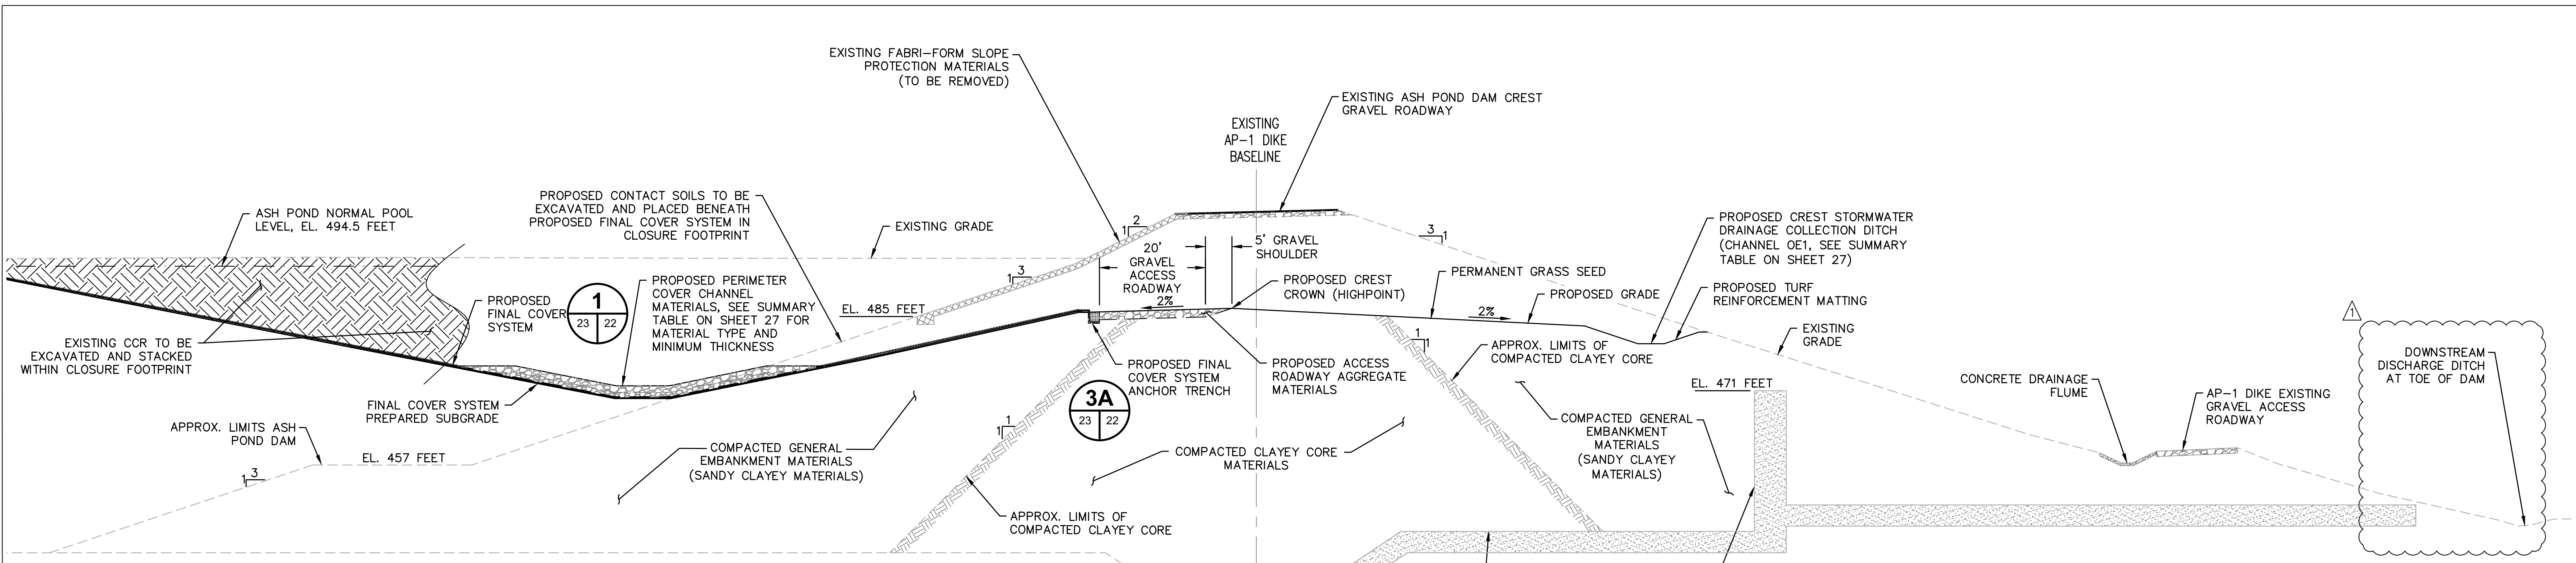 EXISTING FABRI-FORM SLOPE
PROTECTION MATERIALS
(TO BE REMOVED)
EXISTING ASH POND DAM CREST
GRAVEL ROADWAY
EXISTING
AP-1 DIKE
BASELINE
ASH POND NORMAL POOL
LEVEL, EL. 494.5 FEET
PROPOSED CONTACT SOILS TO BE
EXCAVATED AND PLACED BENEATH
PROPOSED FINAL COVER SYSTEM IN
CLOSURE FOOTPRINT
EXISTING GRADE
2
1
20'
GRAVEL
ACCESS
ROADWAY
5' GRAVEL
SHOULDER
3
1
PROPOSED CREST STORMWATER
DRAINAGE COLLECTION DITCH
(CHANNEL OE1, SEE SUMMARY
TABLE ON SHEET 27)
PROPOSED
FINAL COVER
SYSTEM
1
23
22
PROPOSED PERIMETER
COVER CHANNEL
MATERIALS, SEE SUMMARY
TABLE ON SHEET 27 FOR
MATERIAL TYPE AND
MINIMUM THICKNESS
3
1
EL. 485 FEET
2%
PROPOSED CREST
CROWN (HIGHPOINT)
PERMANENT GRASS SEED
PROPOSED GRADE
2%
PROPOSED TURF
REINFORCEMENT MATTING
EXISTING
GRADE
1
EXISTING CCR TO BE
EXCAVATED AND STACKED
WITHIN CLOSURE FOOTPRINT
FINAL COVER SYSTEM
PREPARED SUBGRADE
PROPOSED FINAL
COVER SYSTEM
ANCHOR TRENCH
PROPOSED ACCESS
ROADWAY AGGREGATE
MATERIALS
1
1
APPROX. LIMITS OF
COMPACTED CLAYEY CORE
EL. 471 FEET
CONCRETE DRAINAGE
FLUME
AP-1 DIKE EXISTING
GRAVEL ACCESS
ROADWAY
DOWNSTREAM
DISCHARGE DITCH
AT TOE OF DAM
APPROX. LIMITS ASH
POND DAM
EL. 457 FEET
3
1
COMPACTED GENERAL
EMBANKMENT MATERIALS
(SANDY CLAYEY MATERIALS)
1
1
3A
23
22
COMPACTED CLAYEY CORE
MATERIALS
COMPACTED GENERAL
EMBANKMENT
MATERIALS
(SANDY CLAYEY
MATERIALS)
APPROX. LIMITS OF
COMPACTED CLAYEY CORE